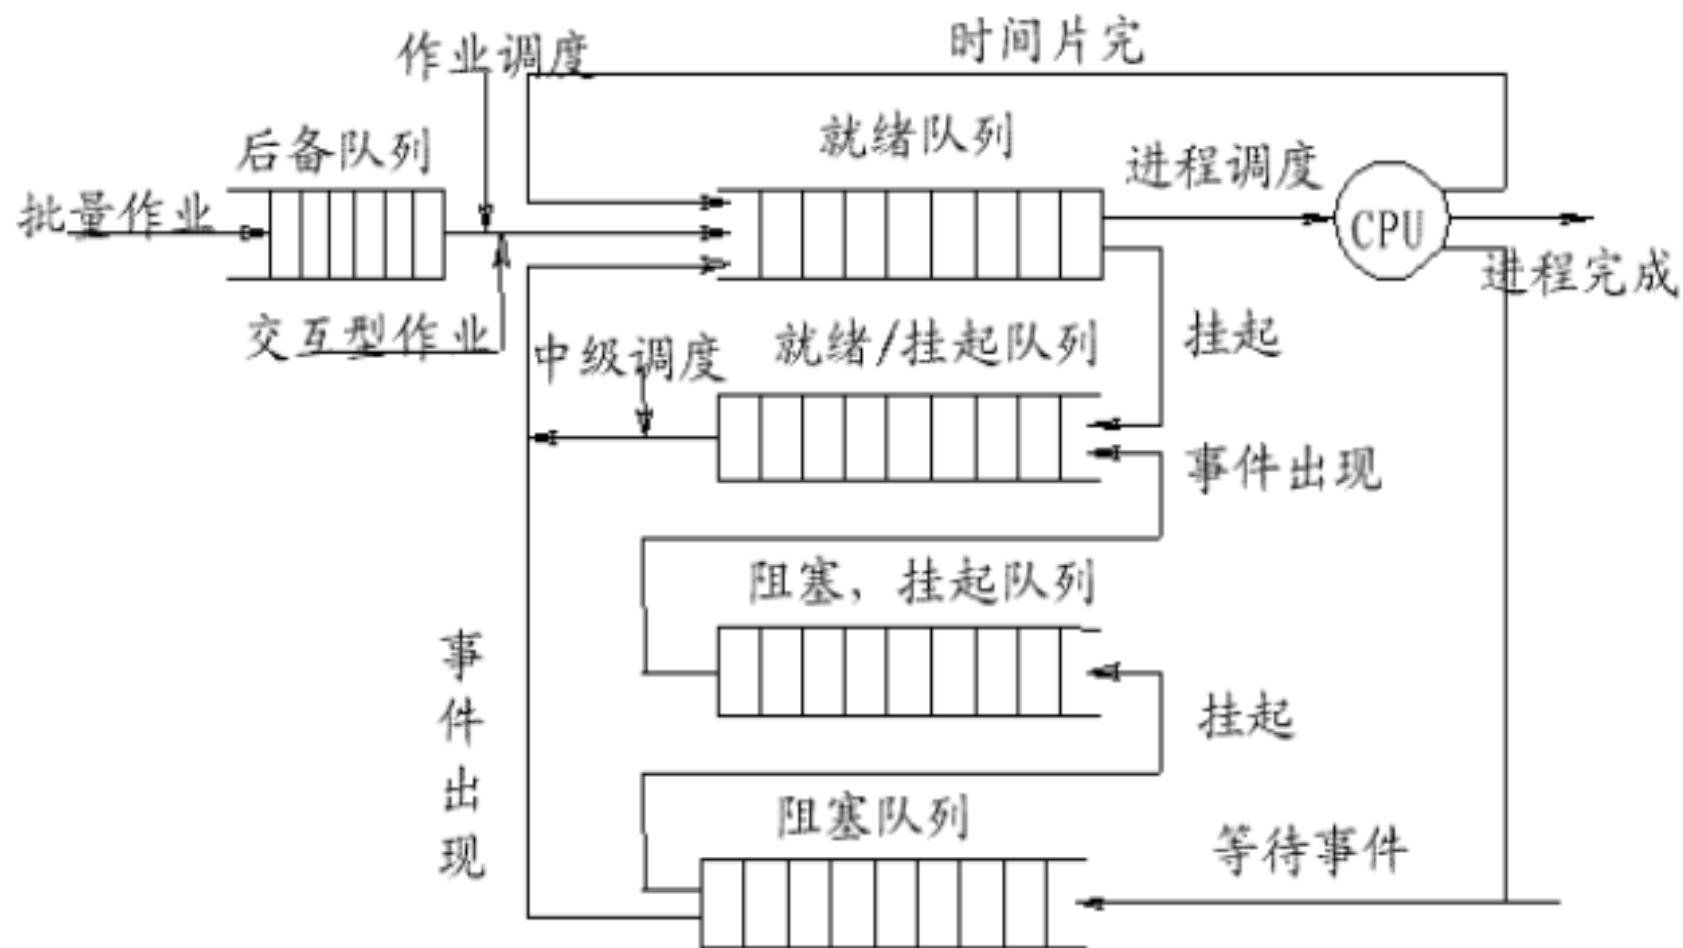 时间片完
作业调度
就绪队列
后备队列
进程调度
批量作业
CPU
进程完成
交互型作业
中级调度
就绪/挂起队列
挂起
事件出现
阻塞，挂起队列
事件出现
挂起
阻塞队列
等待事件